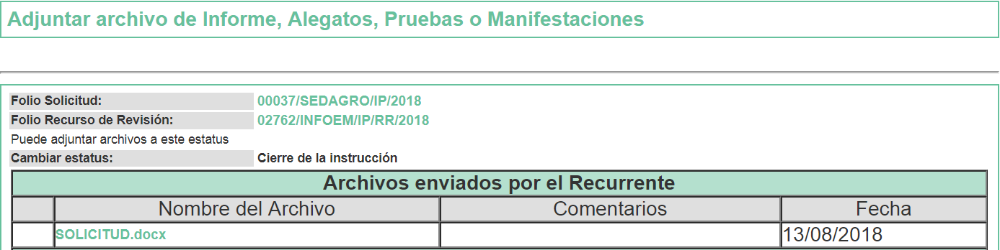 Adjuntar archivo de Informe, Alegatos, Pruebas o Manifestaciones
Folio Solicitud: 00037/SEDAGRO/IP/2018
Folio Recurso de Revisión: 02762/INFOEM/IP/RR/2018
Puede adjuntar archivos a este estatus
Cambiar estatus: Cierre de la instrucción
Archivos enviados por el Recurrente
Nombre del Archivo Comentarios Fecha
SOLICITUD.docx 13/08/2018